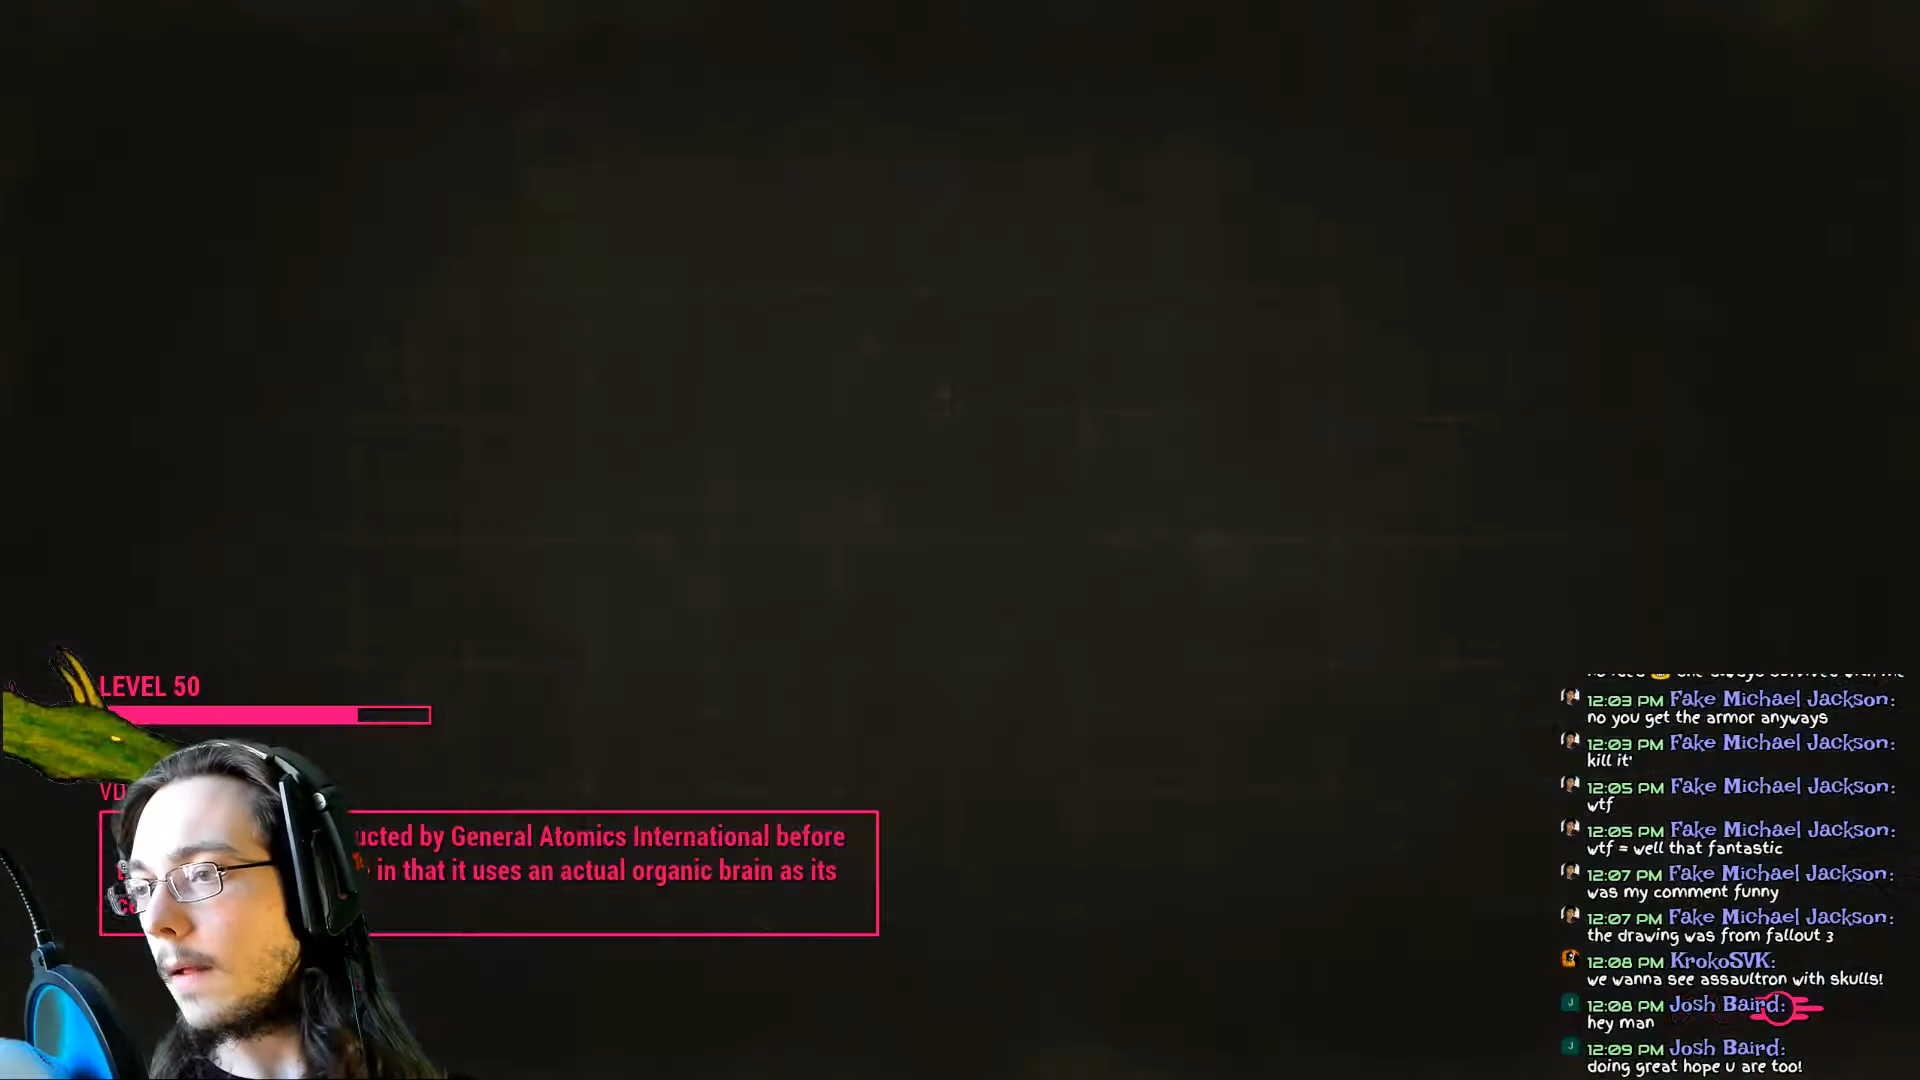 LEVEL 50
VD
ucted by General Atomics International before
in that it uses an actual organic brain as its
12:03 PM Fake Michael Jackson:
no you get the armor anyways
12:03 PM Fake Michael Jackson:
kill it'
12:05 PM Fake Michael Jackson:
wtf
12:05 PM Fake Michael Jackson:
wtf = well that fantastic
12:07 PM Fake Michael Jackson:
was my comment funny
12:07 PM Fake Michael Jackson:
the drawing was from fallout 3
12:08 PM KrokoSVK:
we wanna see assaultron with skulls!
12:08 PM Josh Baird:
hey man
12:09 PM Josh Baird:
doing great hope u are too!